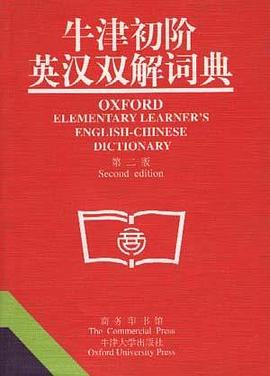 牛津初阶
英汉双解词典
OXFORD
ELEMENTARY LEARNER'S
ENGLISH-CHINESE
DICTIONARY
第二版
Second edition
商务印书馆
The Commercial Press
牛津大学出版社
Oxford University Press